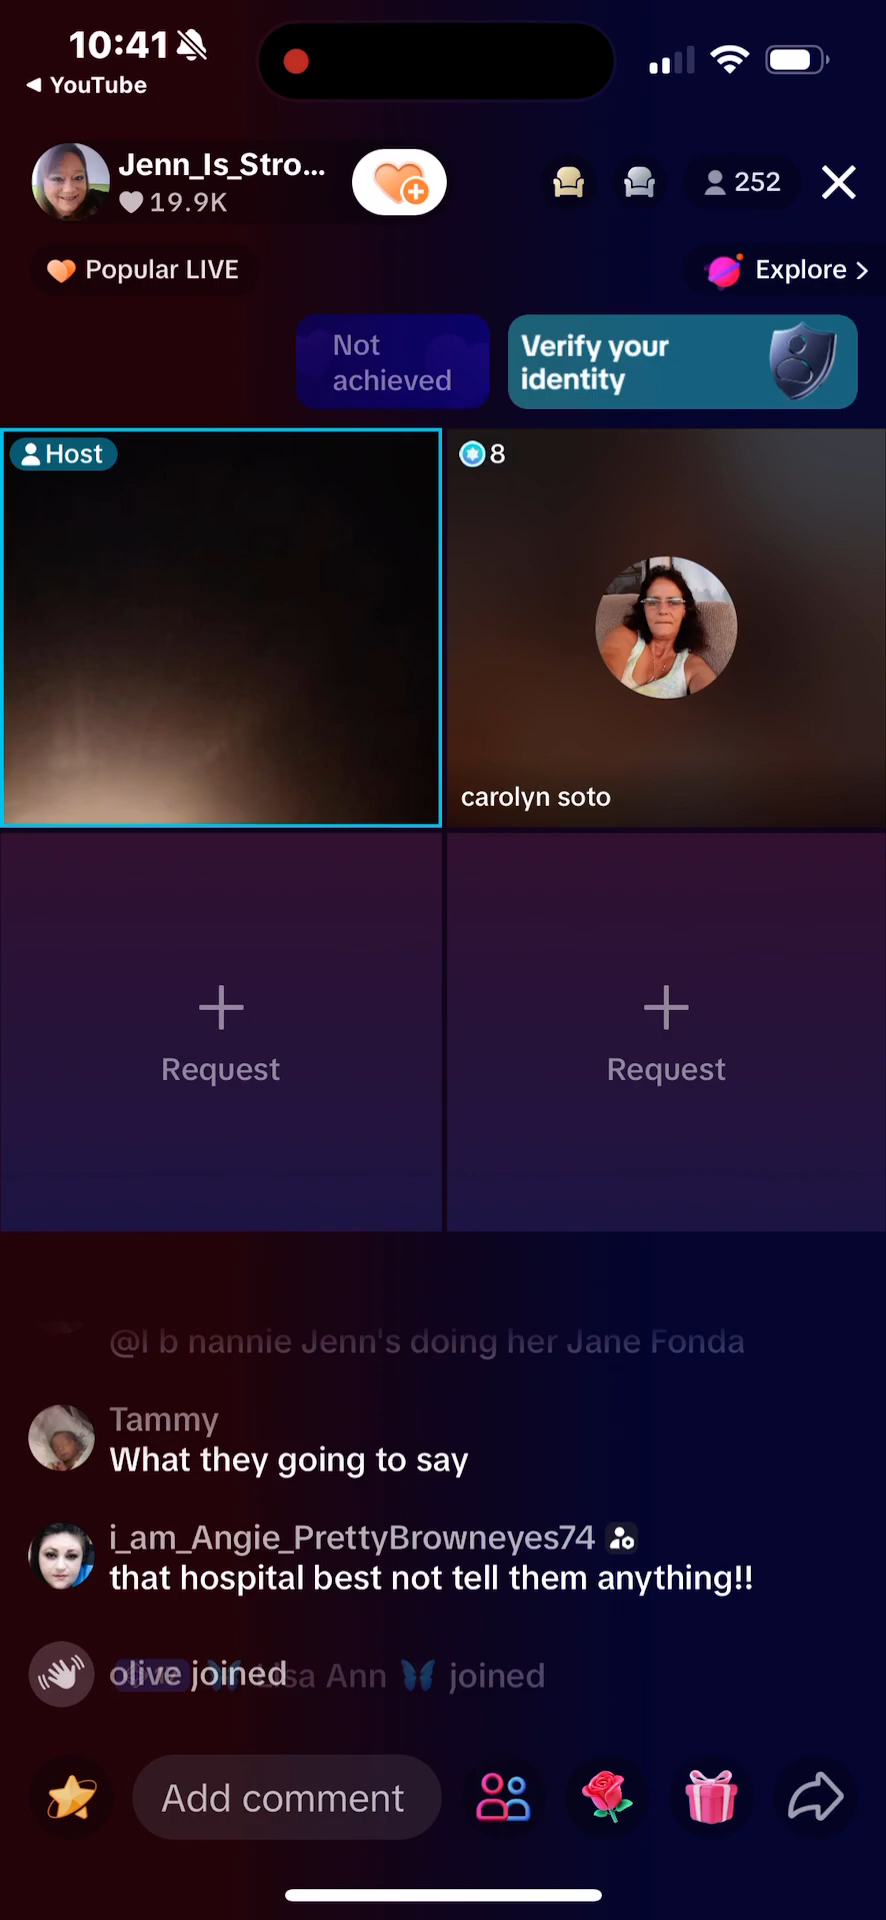 10:41
YouTube
Jenn_Is_Stro...
19.9K
252
Popular LIVE
Explore
Not
achieved
Verify your
identity
Host
8
carolyn soto
Request
Request
@I b nannie Jenn's doing her Jane Fonda
Tammy
What they going to say
i_am_Angie_PrettyBrowneyes74
that hospital best not tell them anything!!
olive joined
Lisa Ann joined
Add comment